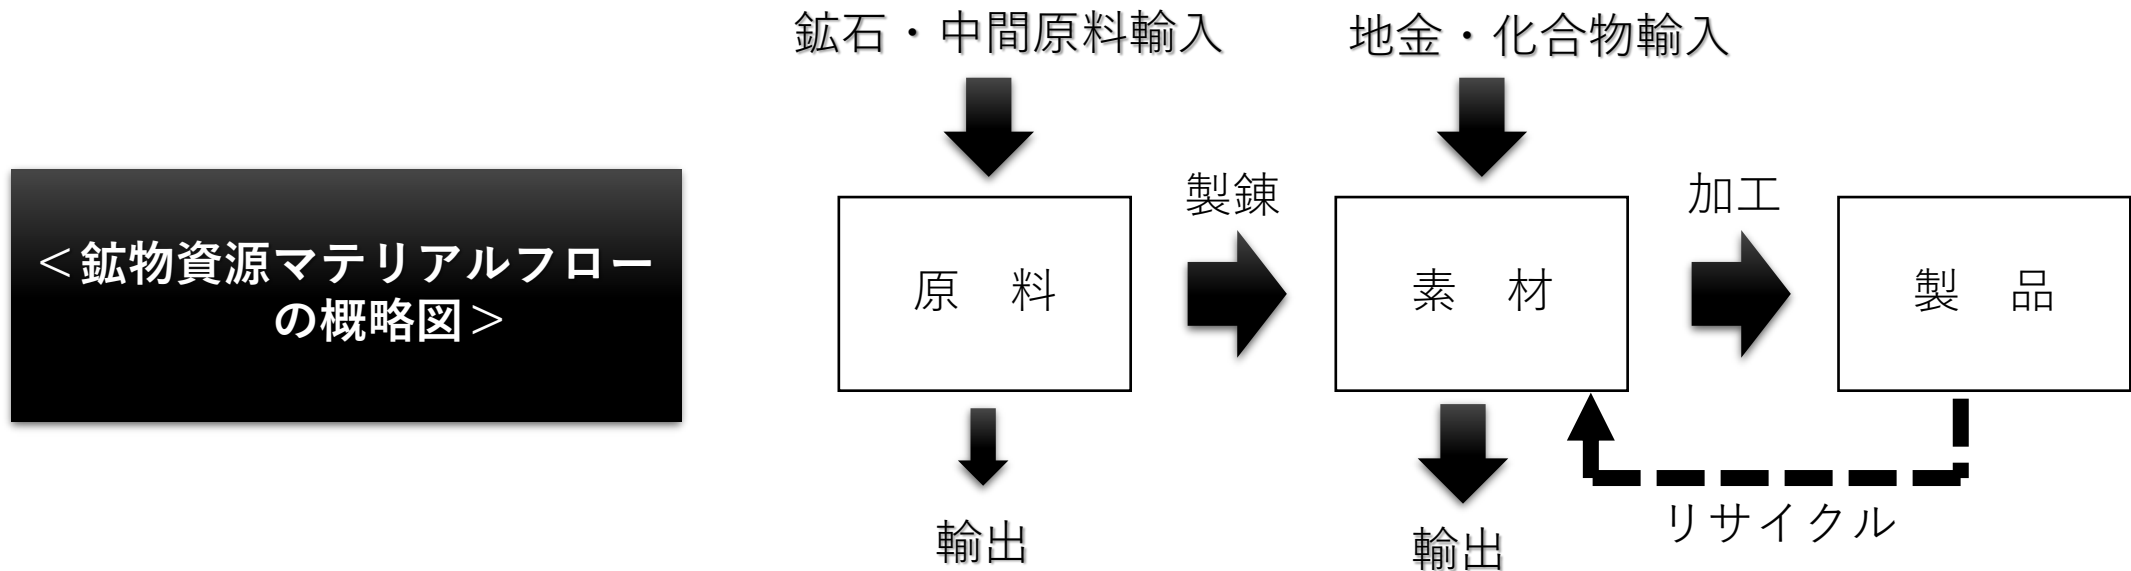 鉱石・中間原料輸入
地金・化合物輸入
＜鉱物資源マテリアルフロー
の概略図＞
原　料
製錬
素　材
加工
製　品
輸出
輸出
リサイクル